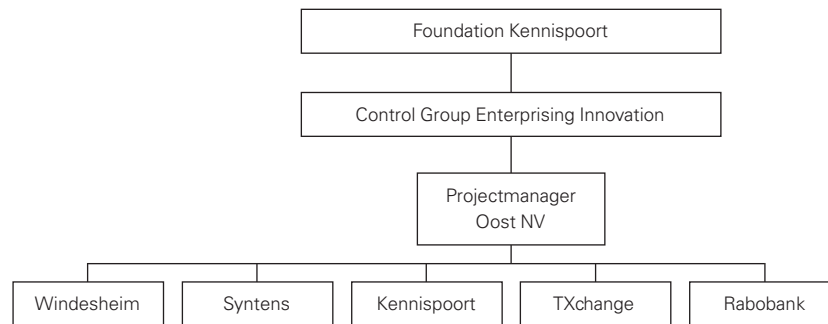 Foundation Kennispoort
Control Group Enterprising Innovation
Projectmanager
Oost NV
Windesheim
Syntens
Kennispoort
TXchange
Rabobank